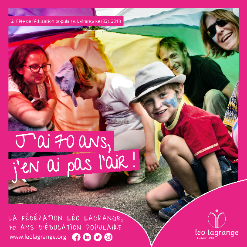 J'ai 70 ans,
j'en ai pas l'air !
LA FÉDÉRATION LÉO LAGRANGE,
70 ANS D'ÉDUCATION POPULAIRE
www.leolagrange.org
léo lagrange